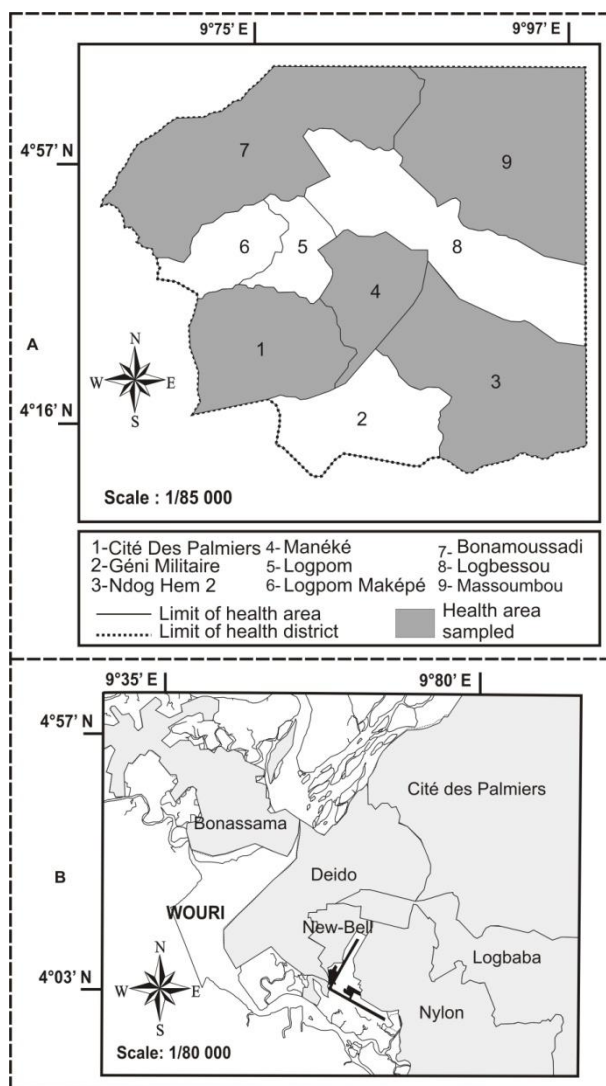 9°75’ E 9°97’ E
4°57’ N
7
9
6
5
8
4
A
1
3
N
W E
S
4°16’ N
2
Scale : 1/85 000
1-Cité Des Palmiers 4- Manéké 7- Bonamoussadi
2-Géni Militaire 5- Logpom 8- Logbessou
3-Ndog Hem 2 6- Logpom Maképé 9- Massoumbou
Limit of health area Health area
Limit of health district sampled
9°35’ E 9°80’ E
4°57’ N
Cité des Palmiers
Bonassama
Deido
B
WOURI
New-Bell
Logbaba
N
4°03’ N
W E
Nylon
S
Scale: 1/80 000